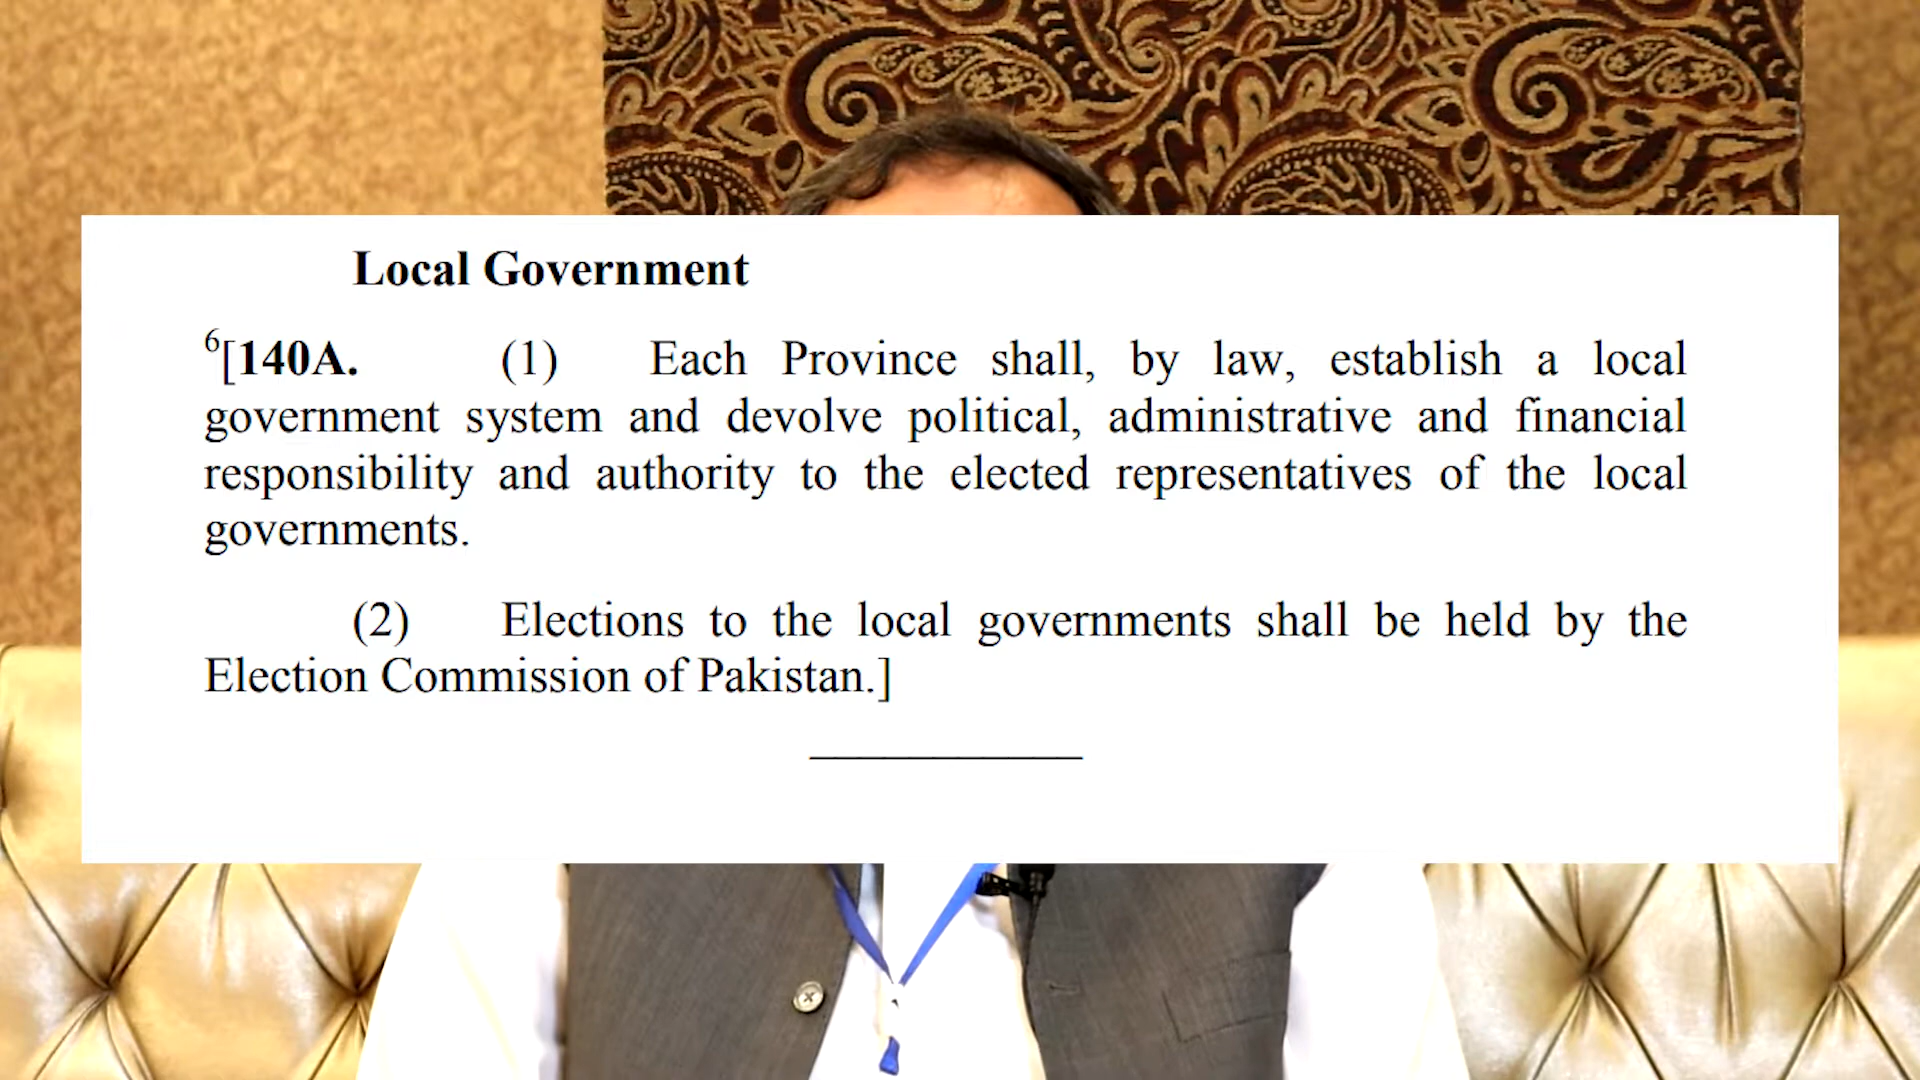 Local Government
6[140A. (1) Each Province shall, by law, establish a local
government system and devolve political, administrative and financial
responsibility and authority to the elected representatives of the local
governments.
(2) Elections to the local governments shall be held by the
Election Commission of Pakistan.]